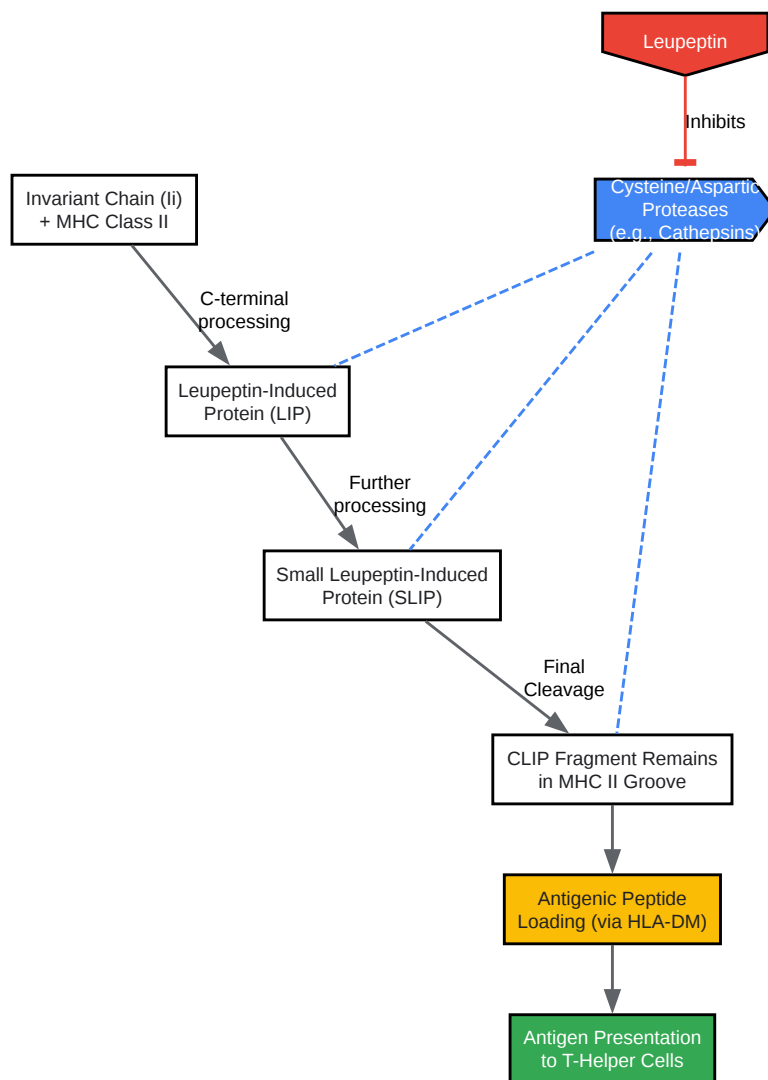 Leupeptin
Inhibits
Cysteine/Aspartic
Proteases
(e.g., Cathepsins)
Invariant Chain (Ii)
+ MHC Class II
C-terminal
processing
Leupeptin-Induced
Protein (LIP)
Further
processing
Small Leupeptin-Induced
Protein (SLIP)
Final
Cleavage
CLIP Fragment Remains
in MHC II Groove
Antigenic Peptide
Loading (via HLA-DM)
Antigen Presentation
to T-Helper Cells